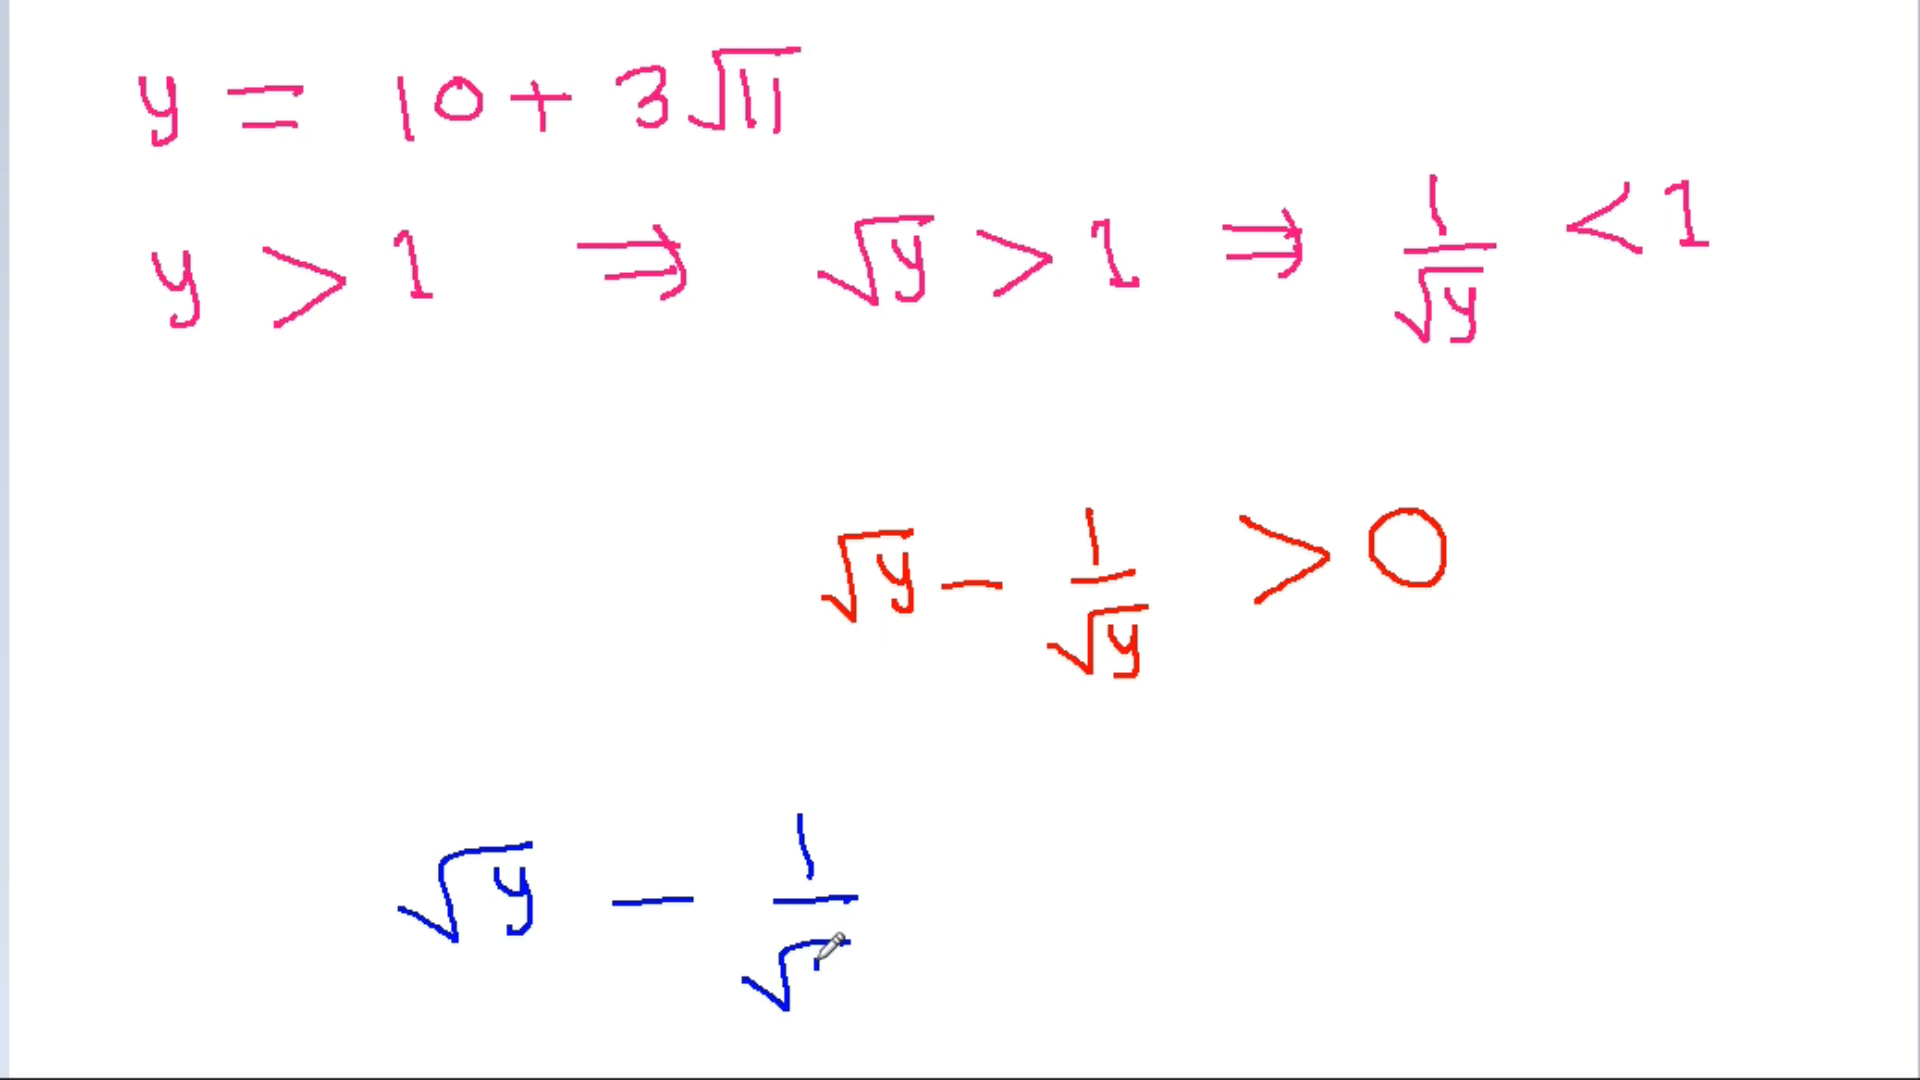 y = 10 + 3√11
y > 1 ⇒ √y > 1 ⇒ 1/√y < 1
√y - 1/√y > 0
√y - 1/√